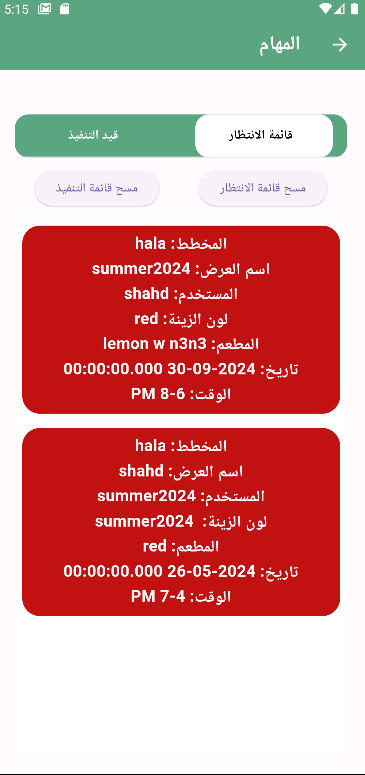 5:15
المهام
قائمة الانتظار
قيد التنفيذ
مسح قائمة الانتظار
مسح قائمة التنفيذ
المخطط: hala
اسم العرض: summer2024
المستخدم: shahd
لون الزينة: red
المطعم: lemon w n3n3
تاريخ: 2024-09-30 00:00:00.000
الوقت: 6-8 PM
المخطط: hala
اسم العرض: shahd
المستخدم: summer2024
لون الزينة: summer2024
المطعم: red
تاريخ: 2024-05-26 00:00:00.000
الوقت: 4-7 PM